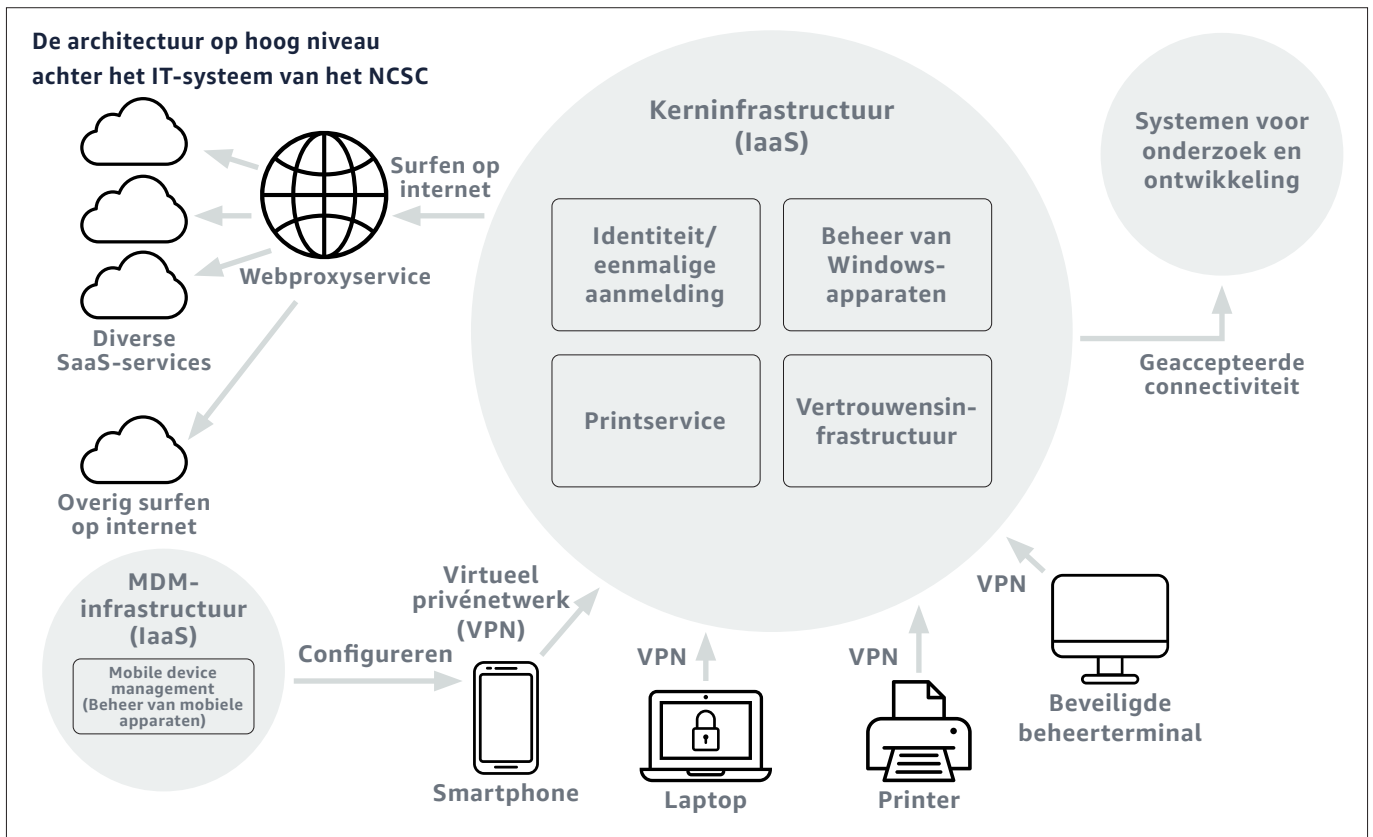 De architectuur op hoog niveau
achter het IT-systeem van het NCSC
Kerninfrastructuur
(IaaS)
Identiteit/
eenmalige
aanmelding
Beheer van
Windows-
apparaten
Printservice
Vertrouwensin-
frastructuur
Systemen voor
onderzoek en
ontwikkeling
Geaccepteerde
connectiviteit
Surfen op
internet
Webproxyservice
Diverse
SaaS-services
Overig surfen
op internet
MDM-
infrastructuur
(IaaS)
Mobile device
management
(Beheer van mobiele
apparaten)
Configureren
Virtueel
privénetwerk
(VPN)
Smartphone
VPN
Laptop
VPN
Printer
VPN
Beveiligde
beheerterminal